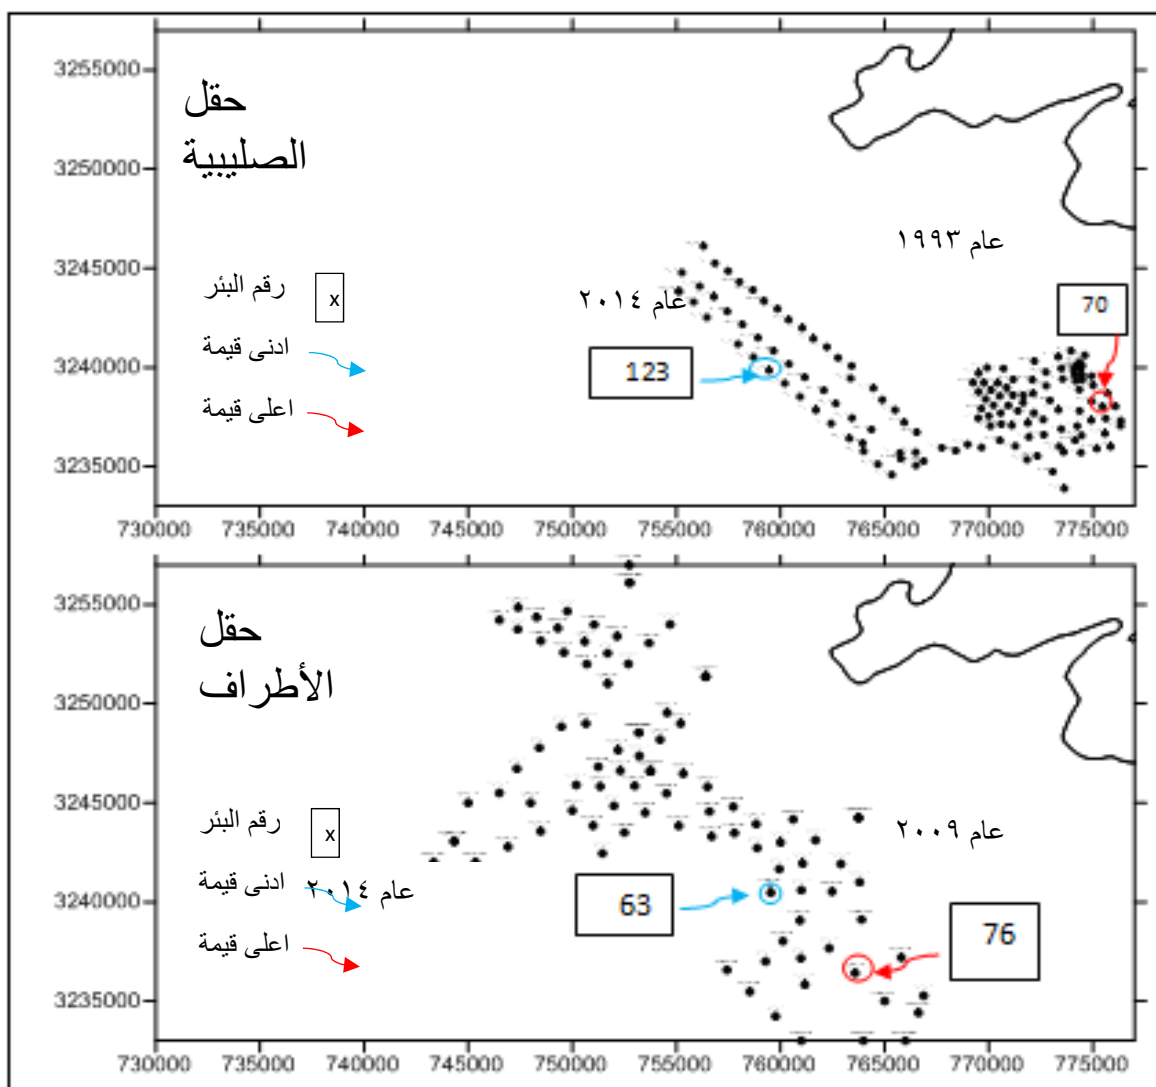 3255000
3250000
3245000
3240000
3235000
حقل
الصليبية
عام ١٩٩٣
عام ٢٠١٤
رقم البئر
x
ادنى قيمة
اعلى قيمة
70
123
730000 735000 740000 745000 750000 755000 760000 765000 770000 775000
3255000
3250000
3245000
3240000
3235000
حقل
الأطراف
رقم البئر
x
عام ٢٠٠٩
ادنى قيمة
عام ٢٠١٤
اعلى قيمة
63
76
730000 735000 740000 745000 750000 755000 760000 765000 770000 775000